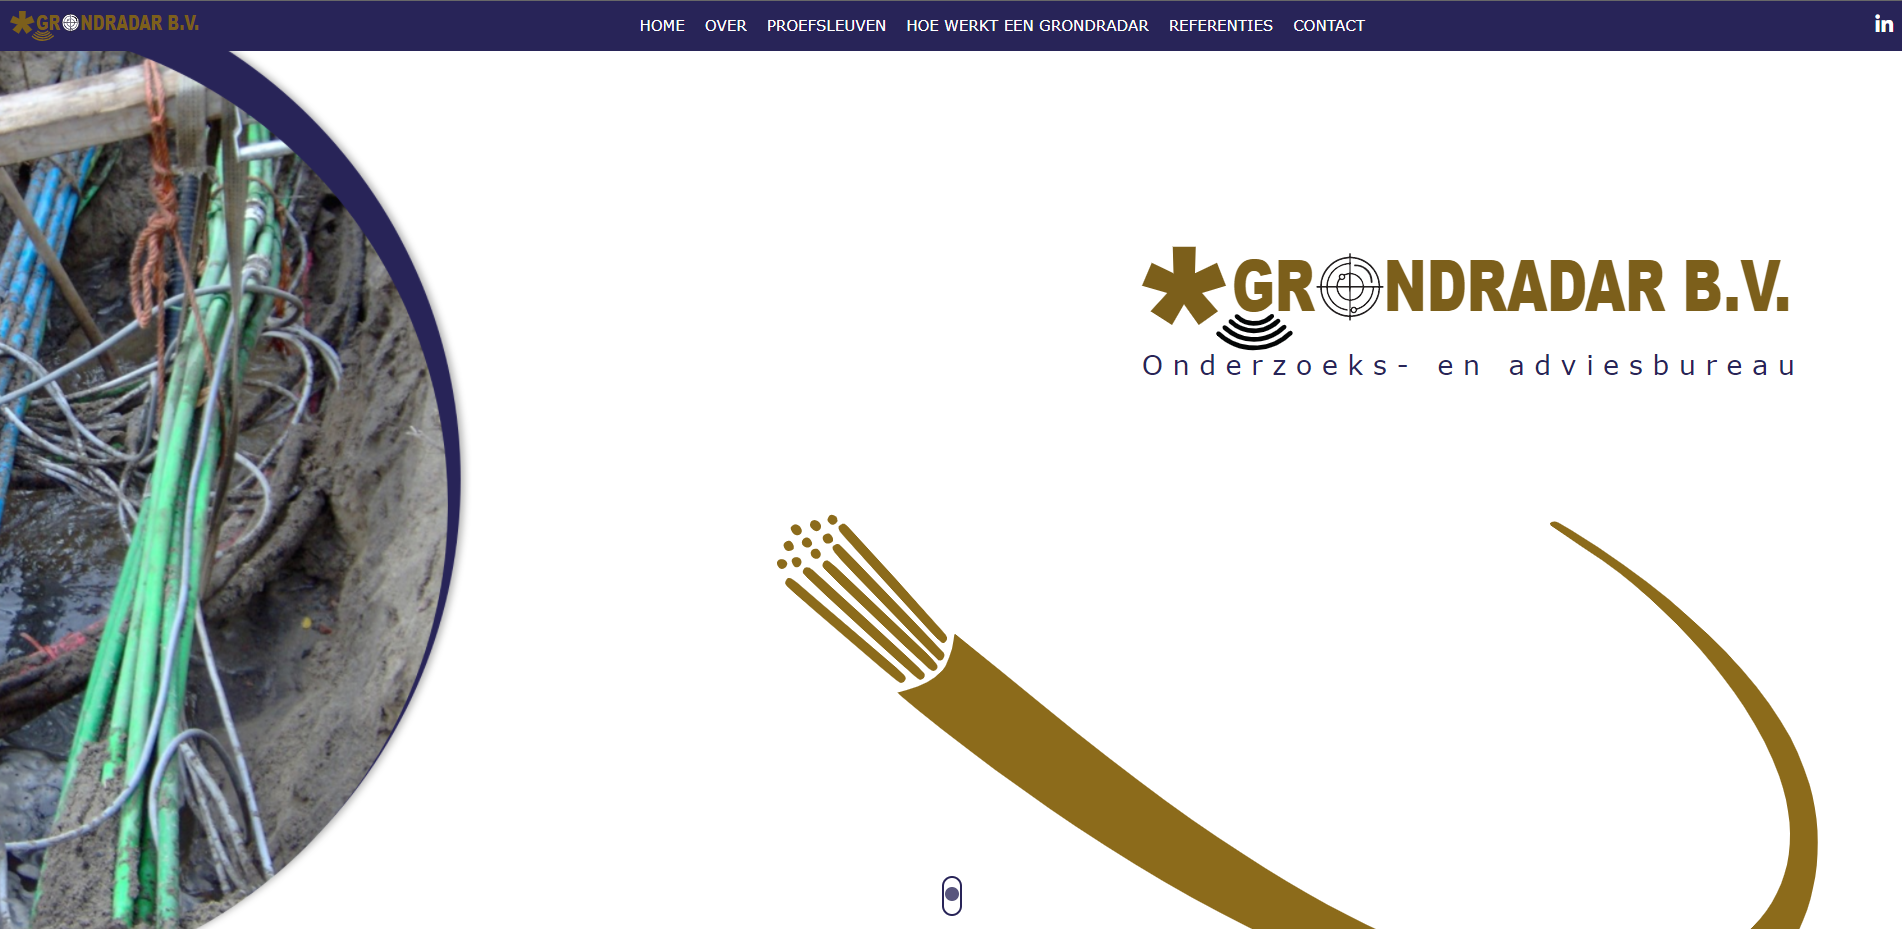 GRONDRADAR B.V.
HOME OVER PROEFSLEUVEN HOE WERKT EEN GRONDRADAR REFERENTIES CONTACT
in
GRONDRADAR B.V.
Onderzoeks- en adviesbureau